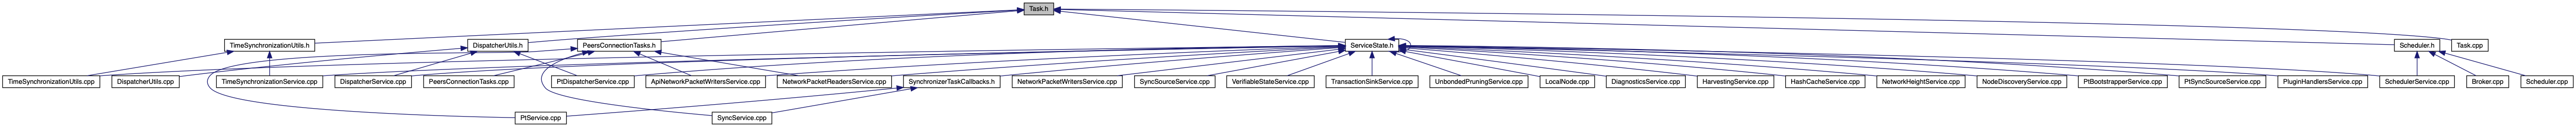 Task.h
TimeSynchronizationUtils.h
DispatcherUtils.h
PeersConnectionTasks.h
ServiceState.h
Scheduler.h
Task.cpp
TimeSynchronizationUtils.cpp
DispatcherUtils.cpp
TimeSynchronizationService.cpp
DispatcherService.cpp
PeersConnectionTasks.cpp
PtDispatcherService.cpp
ApiNetworkPacketWritersService.cpp
NetworkPacketReadersService.cpp
SynchronizerTaskCallbacks.h
NetworkPacketWritersService.cpp
SyncSourceService.cpp
VerifiableStateService.cpp
TransactionSinkService.cpp
UnbondedPruningService.cpp
LocalNode.cpp
DiagnosticsService.cpp
HarvestingService.cpp
HashCacheService.cpp
NetworkHeightService.cpp
NodeDiscoveryService.cpp
PtBootstrapperService.cpp
PtSyncSourceService.cpp
PluginHandlersService.cpp
SchedulerService.cpp
Broker.cpp
Scheduler.cpp
PtService.cpp
SyncService.cpp